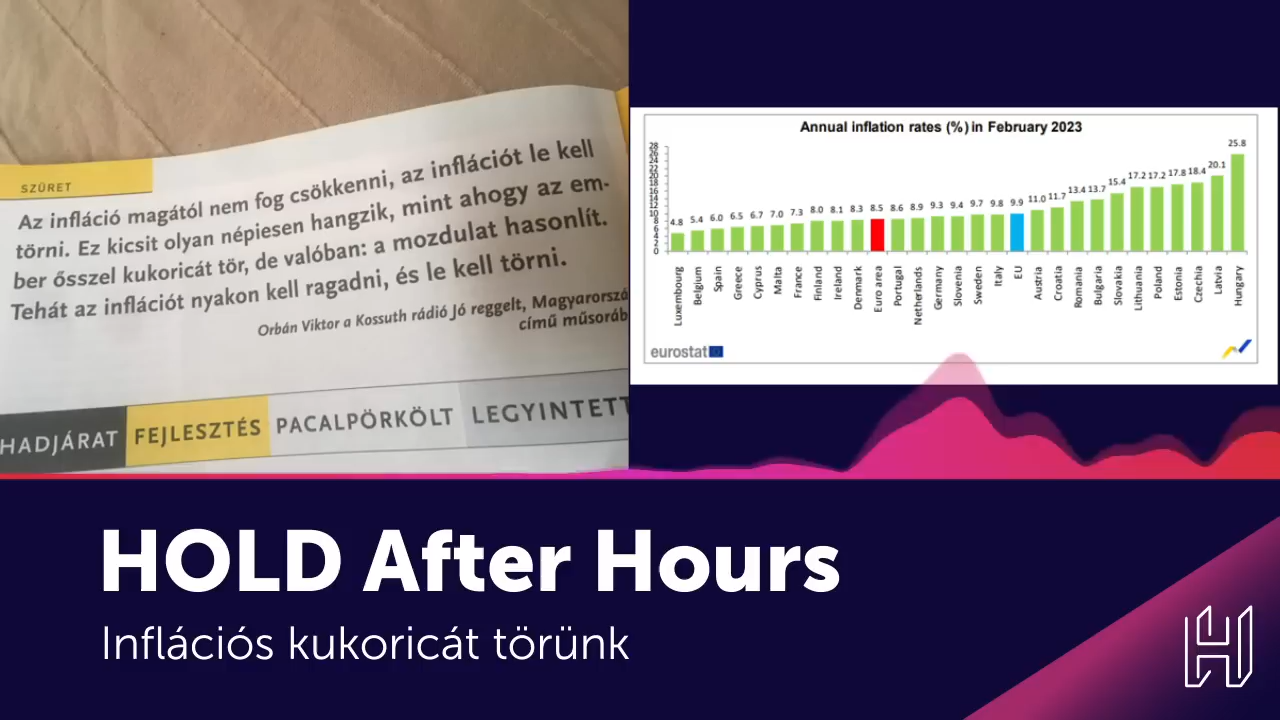 SZÜRET
Az infláció magától nem fog csökkenni, az inflációt le kell
törni. Ez kicsit olyan népiesen hangzik, mint ahogy az em-
ber ősszel kukoricát tör, de valóban: a mozdulat hasonlít.
Tehát az inflációt nyakon kell ragadni, és le kell törni.
Orbán Viktor a Kossuth rádió Jó reggelt, Magyarorszá
című műsoráb
HADJÁRAT FEJLESZTÉS PACALPÖRKÖLT LEGYINTETT
Annual inflation rates (%) in February 2023
28
26
24
22
20
18
16
14
12
10
8
6
4
2
0
4.8 5.4 6.0 6.5 6.7 7.0 7.3 8.0 8.1 8.3 8.5 8.6 8.9 9.3 9.4 9.7 9.8 9.9 11.0 11.7 13.4 13.7 15.4 17.2 17.2 17.8 18.4 20.1 25.8
Luxembourg
Belgium
Spain
Greece
Cyprus
Malta
France
Finland
Ireland
Denmark
Euro area
Portugal
Netherlands
Germany
Slovenia
Sweden
Italy
EU
Austria
Croatia
Romania
Bulgaria
Slovakia
Lithuania
Poland
Estonia
Czechia
Latvia
Hungary
eurostat
HOLD After Hours
Inflációs kukoricát törünk